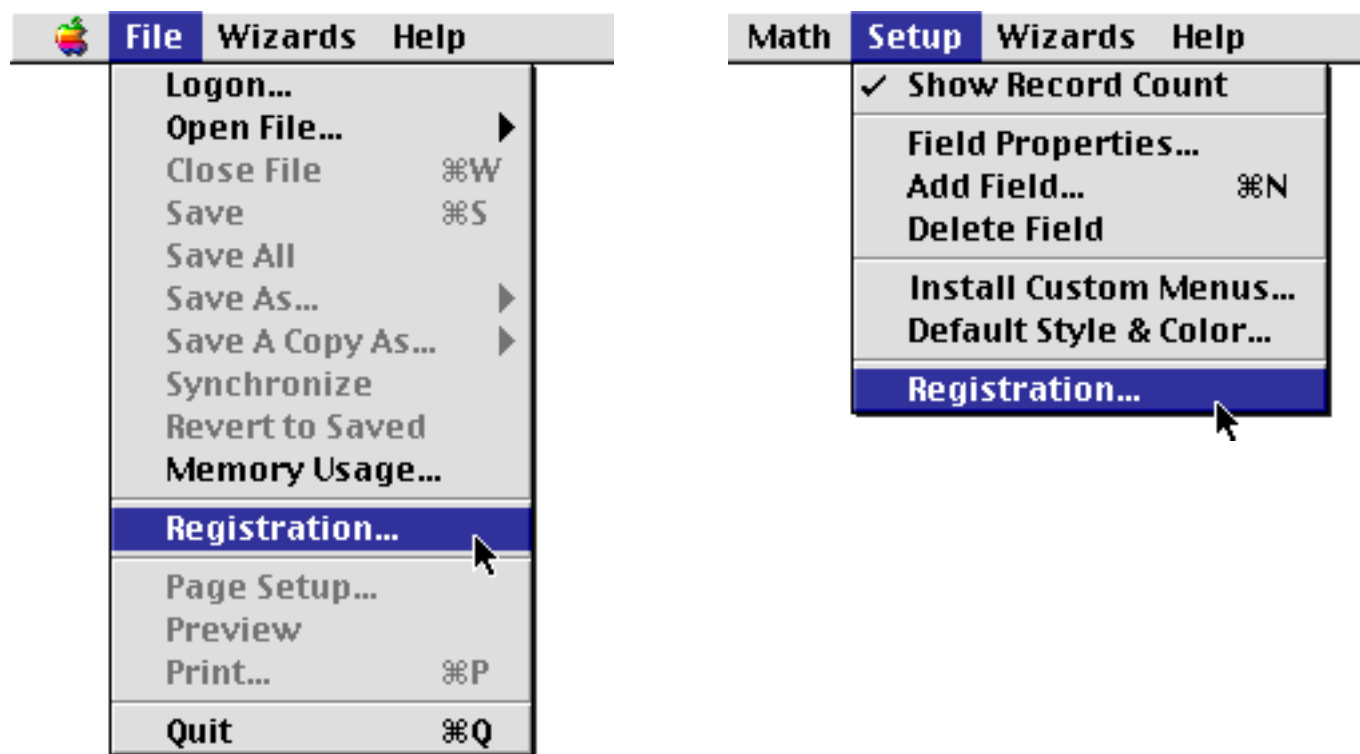 File Wizards Help
Logon...
Open File...
Close File ⌘W
Save ⌘S
Save All
Save As...
Save A Copy As...
Synchronize
Revert to Saved
Memory Usage...
Registration...
Page Setup...
Preview
Print... ⌘P
Quit ⌘Q
Math Setup Wizards Help
✓ Show Record Count
Field Properties...
Add Field... ⌘N
Delete Field
Install Custom Menus...
Default Style & Color...
Registration...